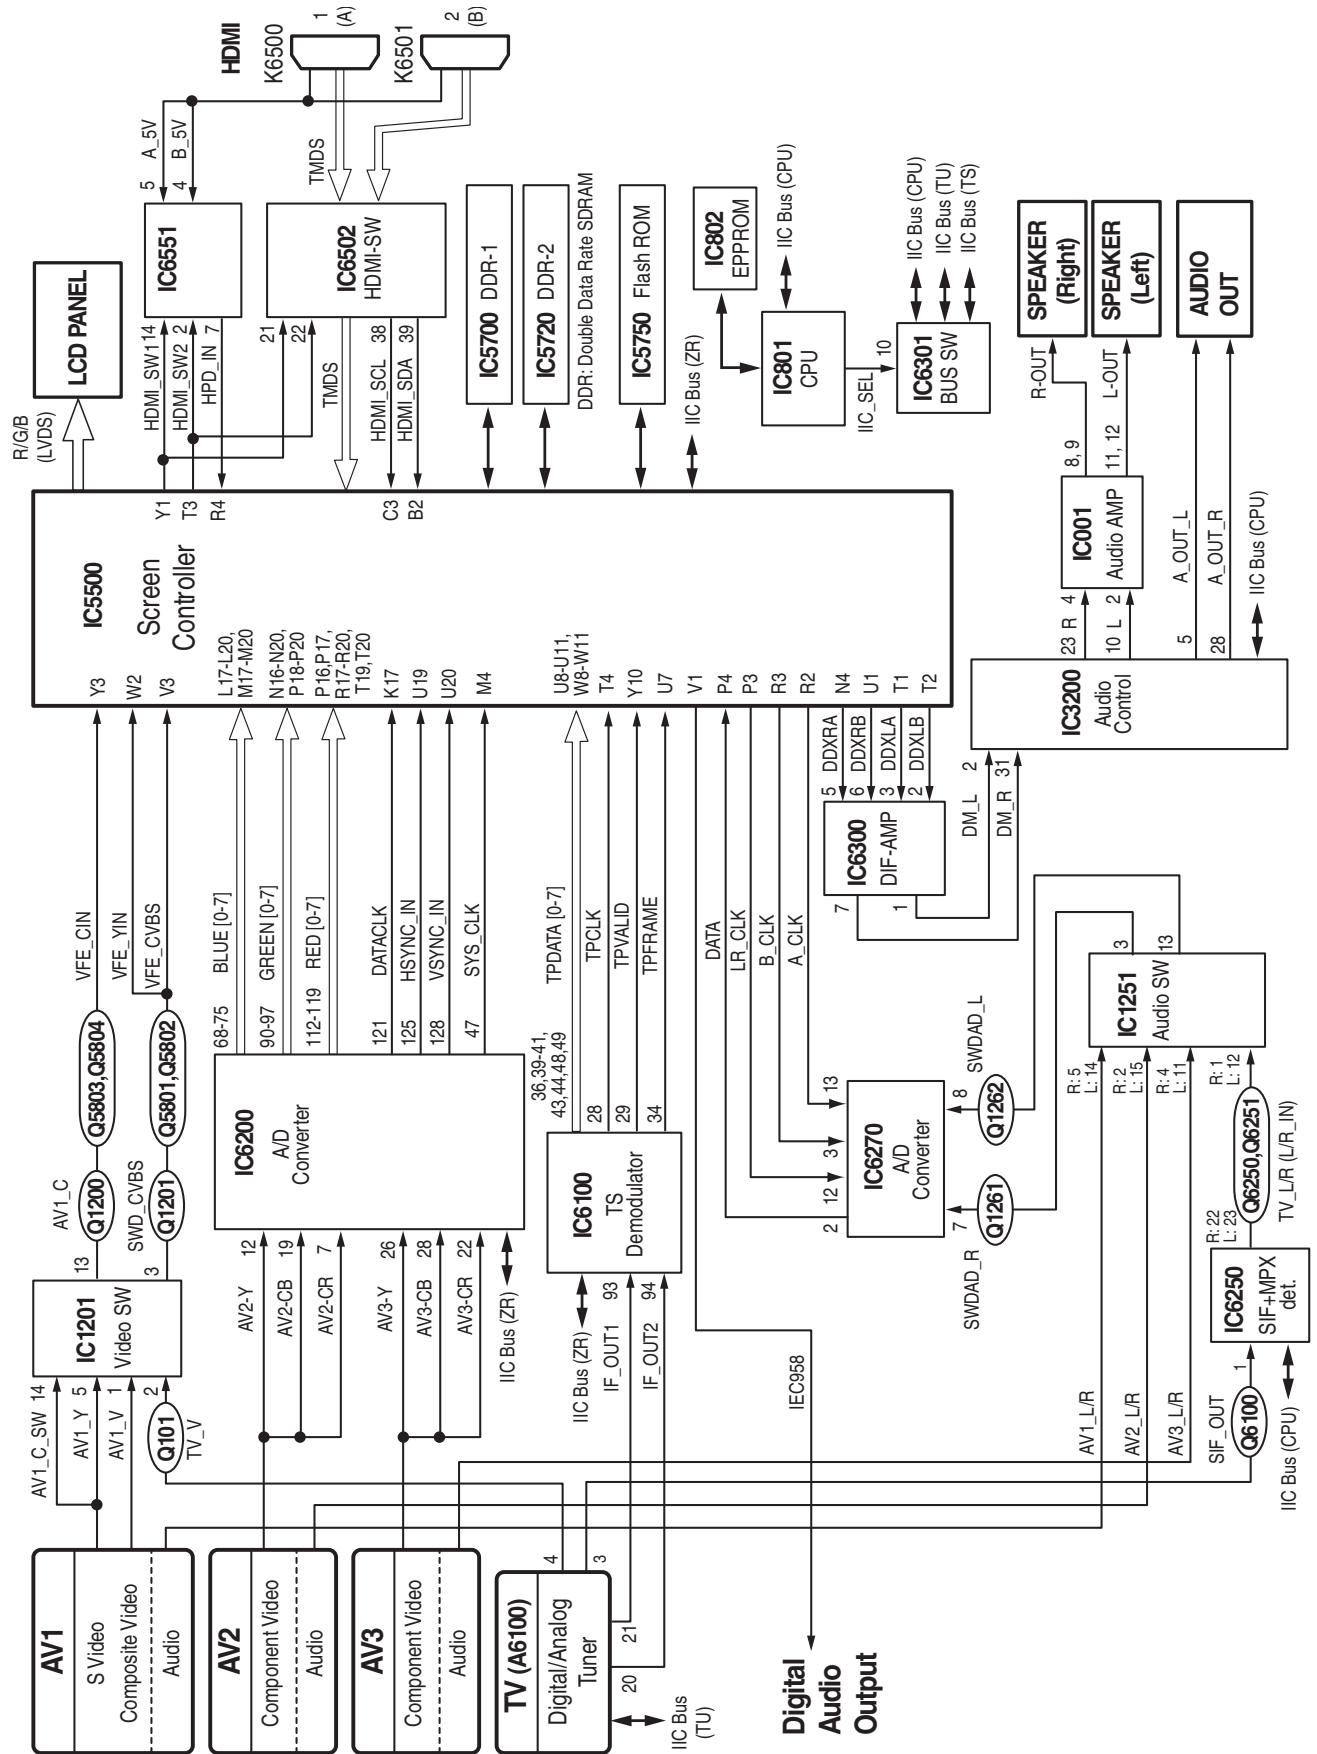 AV1
S Video
Composite Video
Audio
AV2
Component Video
Audio
AV3
Component Video
Audio
TV (A6100)
Digital/Analog
Tuner
4
3
21
20
IIC Bus
(TU)
Digital
Audio
Output
AV1_C_SW 14
AV1_Y 5
AV1_V 1
2
Q101
TV_V
IC1201
Video SW
13
3
AV1_C
Q1200
SWD_CVBS
Q1201
Q5803,Q5804
Q5801,Q5802
VFE_CIN
VFE_YIN
VFE_CVBS
AV2-Y 12
AV2-CB 19
AV2-CR 7
AV3-Y 26
AV3-CB 28
AV3-CR 22
IIC Bus (ZR)
IC6200
A/D
Converter
68-75 BLUE [0-7]
90-97 GREEN [0-7]
112-119 RED [0-7]
121 DATACLK
125 HSYNC_IN
128 VSYNC_IN
47 SYS_CLK
IIC Bus (ZR)
IF_OUT1 93
IF_OUT2 94
IC6100
TS
Demodulator
36,39-41,
43,44,48,49
TPDATA [0-7]
28 TPCLK
29 TPVALID
34 TPFRAME
IEC958
DATA
LR_CLK
B_CLK
A_CLK
2
12
3
13
IC6270
A/D
Converter
7
8
SWDAD_R
Q1261
SWDAD_L
Q1262
AV1_L/R
AV2_L/R
AV3_L/R
R: 5
L: 14
R: 2
L: 15
R: 4
L: 11
R: 1
L: 12
IC1251
Audio SW
3
13
SIF_OUT
Q6100
1
IIC Bus (CPU)
IC6250
SIF+MPX
det.
R: 22
L: 23
Q6250,Q6251
TV_L/R (L/R_IN)
IC5500
Screen
Controller
Y3
W2
V3
L17-L20,
M17-M20
N16-N20,
P18-P20
P16,P17,
R17-R20,
T19,T20
K17
U19
U20
M4
U8-U11,
W8-W11
T4
Y10
U7
V1
P4
P3
R3
R2
N4
U1
T1
T2
Y1
T3
R4
C3
B2
5 DDXRA
6 DDXRB
3 DDXLA
2 DDXLB
IC6300
DIF-AMP
7
1
DM_L 2
DM_R 31
IC3200
Audio
Control
23 R 4
10 L 2
5
28
A_OUT_L
A_OUT_R
IIC Bus (CPU)
IC001
Audio AMP
8, 9
11, 12
R-OUT
L-OUT
SPEAKER
(Right)
SPEAKER
(Left)
AUDIO
OUT
R/G/B
(LVDS)
LCD PANEL
HDMI_SW1 14
HDMI_SW2 2
HPD_IN 7
21
22
TMDS
HDMI_SCL 38
HDMI_SDA 39
IC6551
5 A_5V
4 B_5V
IC6502
HDMI-SW
TMDS
HDMI
K6500
1
(A)
K6501
2
(B)
IC5700 DDR-1
IC5720 DDR-2
DDR: Double Data Rate SDRAM
IC5750 Flash ROM
IIC Bus (ZR)
IC802
EPPROM
IC801
CPU
IIC Bus (CPU)
IIC_SEL 10
IC6301
BUS SW
IIC Bus (CPU)
IIC Bus (TU)
IIC Bus (TS)